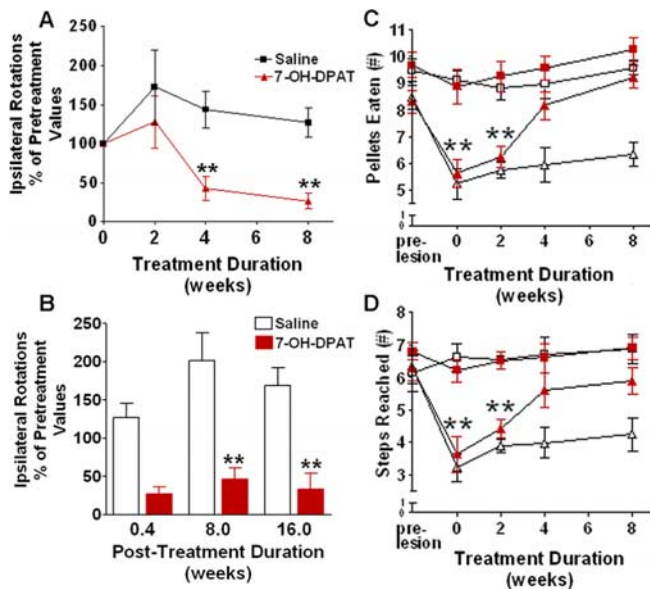 A
Ipsilateral Rotations
% of Pretreatment
Values
250
200
150
100
50
0
Saline
7-OH-DPAT
**
**
0
2
4
6
8
Treatment Duration
(weeks)
B
Ipsilateral Rotations
% of Pretreatment
Values
250
200
150
100
50
0
Saline
7-OH-DPAT
**
**
0.4
8.0
16.0
Post-Treatment Duration
(weeks)
C
Pellets Eaten (#)
11
10
9
8
7
6
5
1
0
**
**
pre-
lesion
0
2
4
6
8
Treatment Duration
(weeks)
D
Steps Reached (#)
8
7
6
5
4
3
1
0
**
**
pre-
lesion
0
2
4
6
8
Treatment Duration
(weeks)